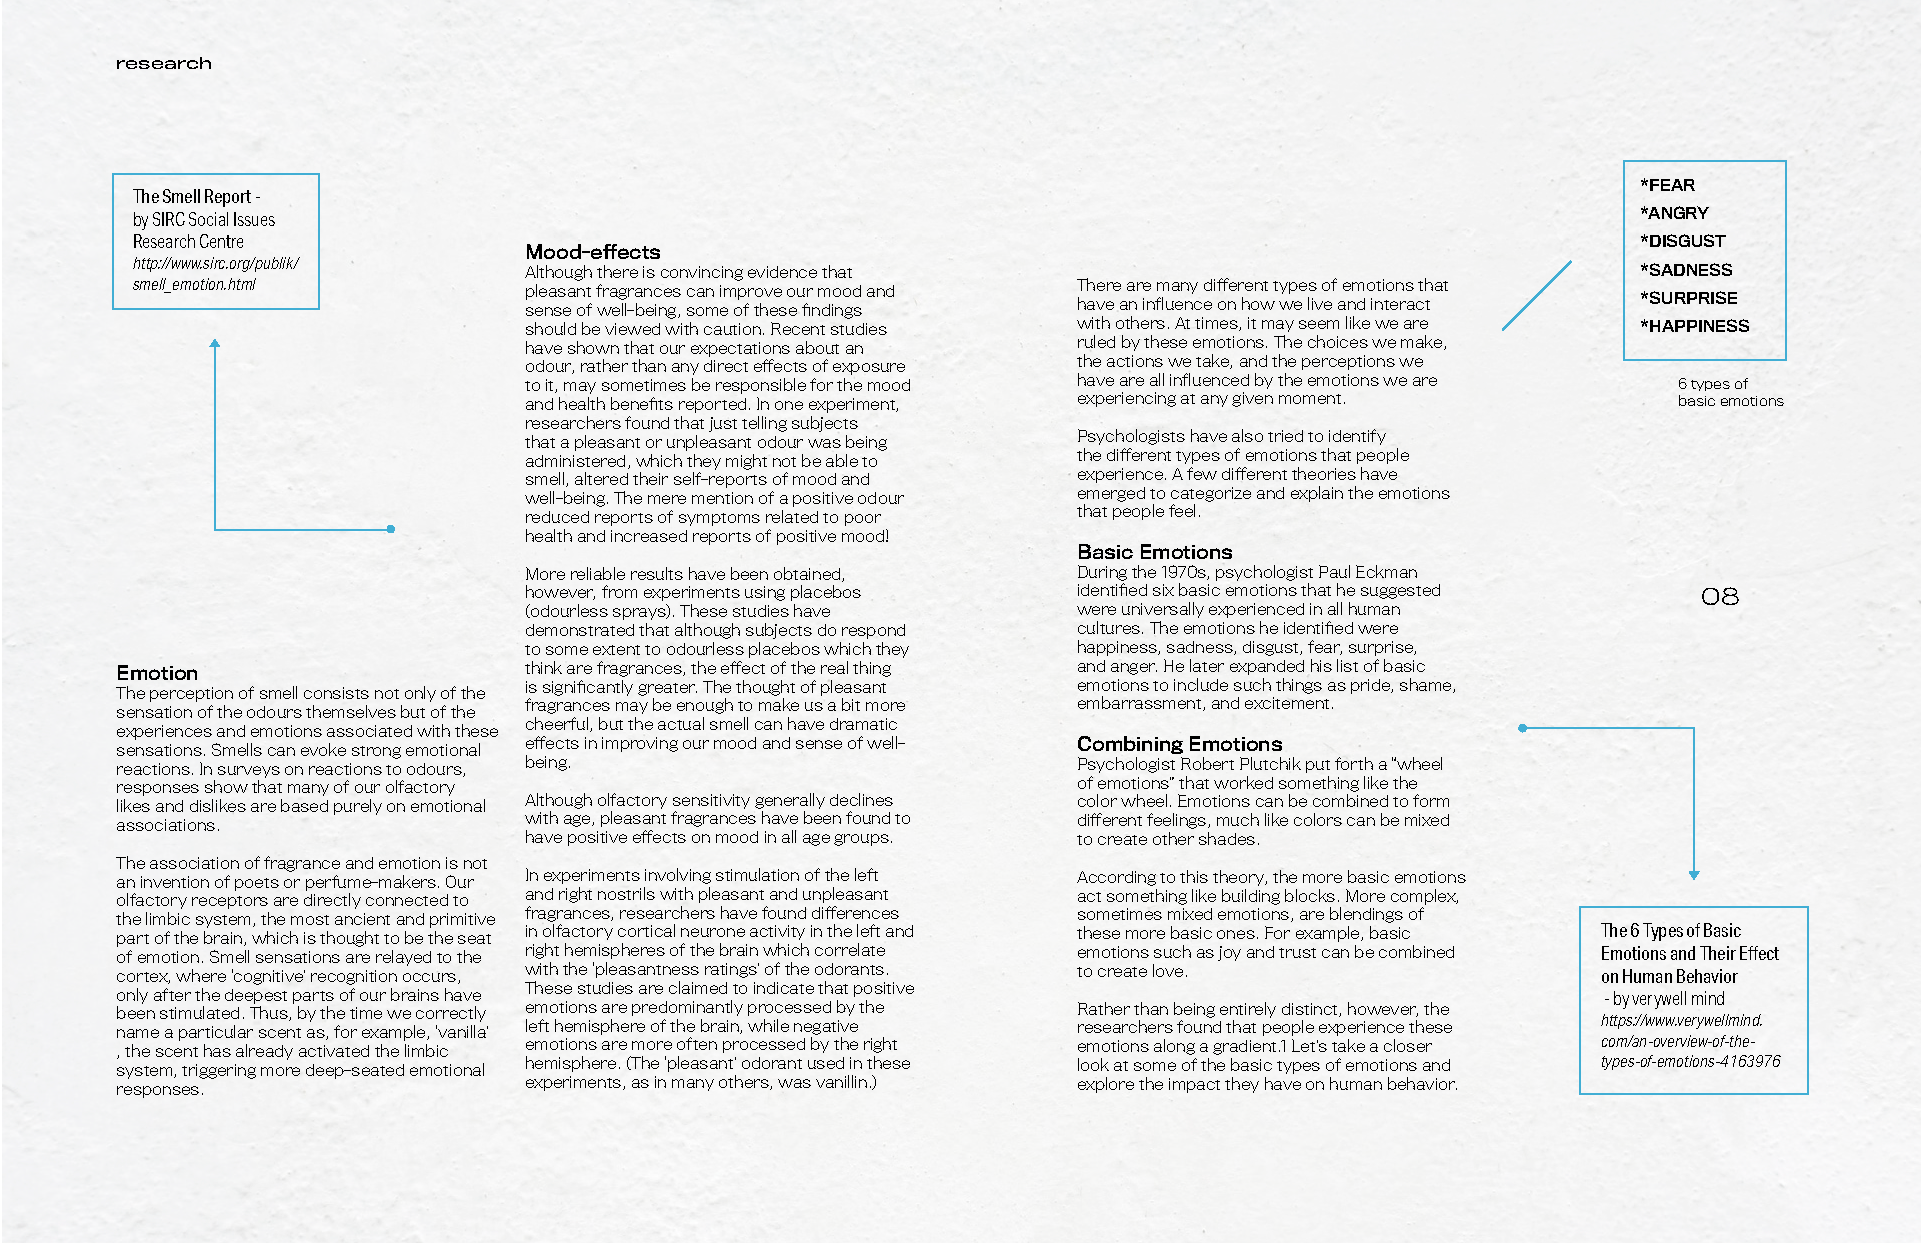 research
The Smell Report -
by SIRC Social Issues
Research Centre
http://www.sirc.org/publik/
smell_emotion.html
Emotion
The perception of smell consists not only of the
sensation of the odours themselves but of the
experiences and emotions associated with these
sensations. Smells can evoke strong emotional
reactions. In surveys on reactions to odours,
responses show that many of our olfactory
likes and dislikes are based purely on emotional
associations.
The association of fragrance and emotion is not
an invention of poets or perfume-makers. Our
olfactory receptors are directly connected to
the limbic system, the most ancient and primitive
part of the brain, which is thought to be the seat
of emotion. Smell sensations are relayed to the
cortex, where 'cognitive' recognition occurs,
only after the deepest parts of our brains have
been stimulated. Thus, by the time we correctly
name a particular scent as, for example, 'vanilla'
, the scent has already activated the limbic
system, triggering more deep-seated emotional
responses.
Mood-effects
Although there is convincing evidence that
pleasant fragrances can improve our mood and
sense of well-being, some of these findings
should be viewed with caution. Recent studies
have shown that our expectations about an
odour, rather than any direct effects of exposure
to it, may sometimes be responsible for the mood
and health benefits reported. In one experiment,
researchers found that just telling subjects
that a pleasant or unpleasant odour was being
administered, which they might not be able to
smell, altered their self-reports of mood and
well-being. The mere mention of a positive odour
reduced reports of symptoms related to poor
health and increased reports of positive mood!
More reliable results have been obtained,
however, from experiments using placebos
(odourless sprays). These studies have
demonstrated that although subjects do respond
to some extent to odourless placebos which they
think are fragrances, the effect of the real thing
is significantly greater. The thought of pleasant
fragrances may be enough to make us a bit more
cheerful, but the actual smell can have dramatic
effects in improving our mood and sense of well-
being.
Although olfactory sensitivity generally declines
with age, pleasant fragrances have been found to
have positive effects on mood in all age groups.
In experiments involving stimulation of the left
and right nostrils with pleasant and unpleasant
fragrances, researchers have found differences
in olfactory cortical neurone activity in the left and
right hemispheres of the brain which correlate
with the 'pleasantness ratings' of the odorants.
These studies are claimed to indicate that positive
emotions are predominantly processed by the
left hemisphere of the brain, while negative
emotions are more often processed by the right
hemisphere. (The 'pleasant' odorant used in these
experiments, as in many others, was vanillin.)
There are many different types of emotions that
have an influence on how we live and interact
with others. At times, it may seem like we are
ruled by these emotions. The choices we make,
the actions we take, and the perceptions we
have are all influenced by the emotions we are
experiencing at any given moment.
Psychologists have also tried to identify
the different types of emotions that people
experience. A few different theories have
emerged to categorize and explain the emotions
that people feel.
Basic Emotions
During the 1970s, psychologist Paul Eckman
identified six basic emotions that he suggested
were universally experienced in all human
cultures. The emotions he identified were
happiness, sadness, disgust, fear, surprise,
and anger. He later expanded his list of basic
emotions to include such things as pride, shame,
embarrassment, and excitement.
Combining Emotions
Psychologist Robert Plutchik put forth a "wheel
of emotions" that worked something like the
color wheel. Emotions can be combined to form
different feelings, much like colors can be mixed
to create other shades.
According to this theory, the more basic emotions
act something like building blocks. More complex,
sometimes mixed emotions, are blendings of
these more basic ones. For example, basic
emotions such as joy and trust can be combined
to create love.
Rather than being entirely distinct, however, the
researchers found that people experience these
emotions along a gradient.1 Let's take a closer
look at some of the basic types of emotions and
explore the impact they have on human behavior.
*FEAR
*ANGRY
*DISGUST
*SADNESS
*SURPRISE
*HAPPINESS
6 types of
basic emotions
08
The 6 Types of Basic
Emotions and Their Effect
on Human Behavior
- by verywell mind
https://www.verywellmind.
com/an-overview-of-the-
types-of-emotions-4163976